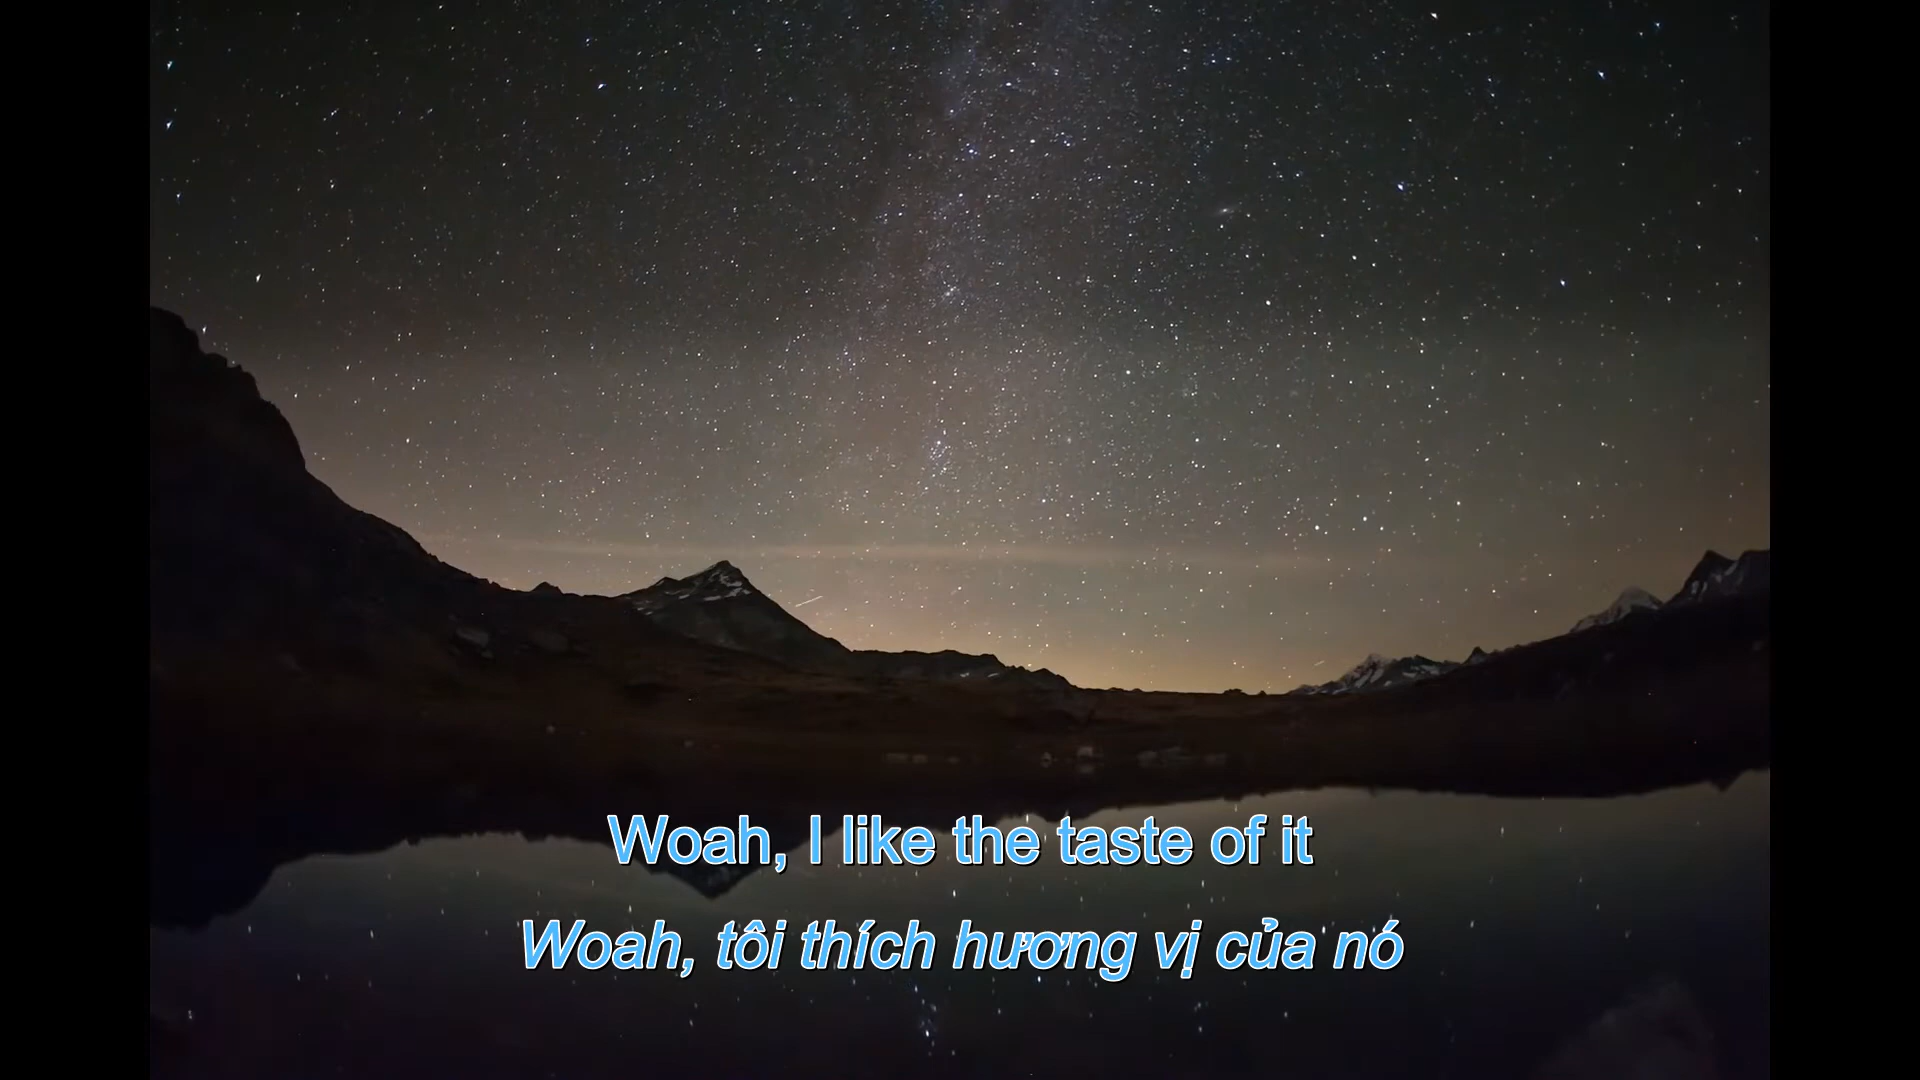 Woah, I like the taste of it
Woah, tôi thích hương vị của nó